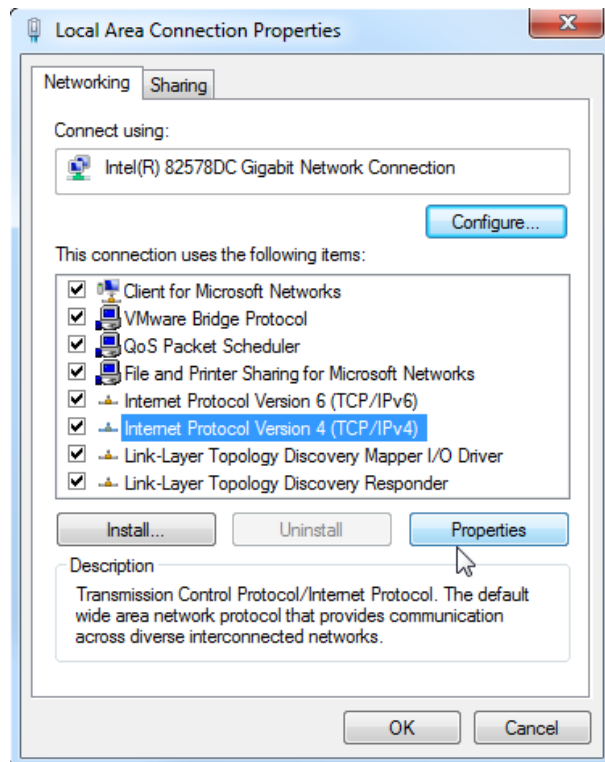 Local Area Connection Properties
Networking
Sharing
Connect using:
Intel(R) 82578DC Gigabit Network Connection
Configure...
This connection uses the following items:
Client for Microsoft Networks
VMware Bridge Protocol
QoS Packet Scheduler
File and Printer Sharing for Microsoft Networks
Internet Protocol Version 6 (TCP/IPv6)
Internet Protocol Version 4 (TCP/IPv4)
Link-Layer Topology Discovery Mapper I/O Driver
Link-Layer Topology Discovery Responder
Install...
Uninstall
Properties
Description
Transmission Control Protocol/Internet Protocol. The default
wide area network protocol that provides communication
across diverse interconnected networks.
OK
Cancel